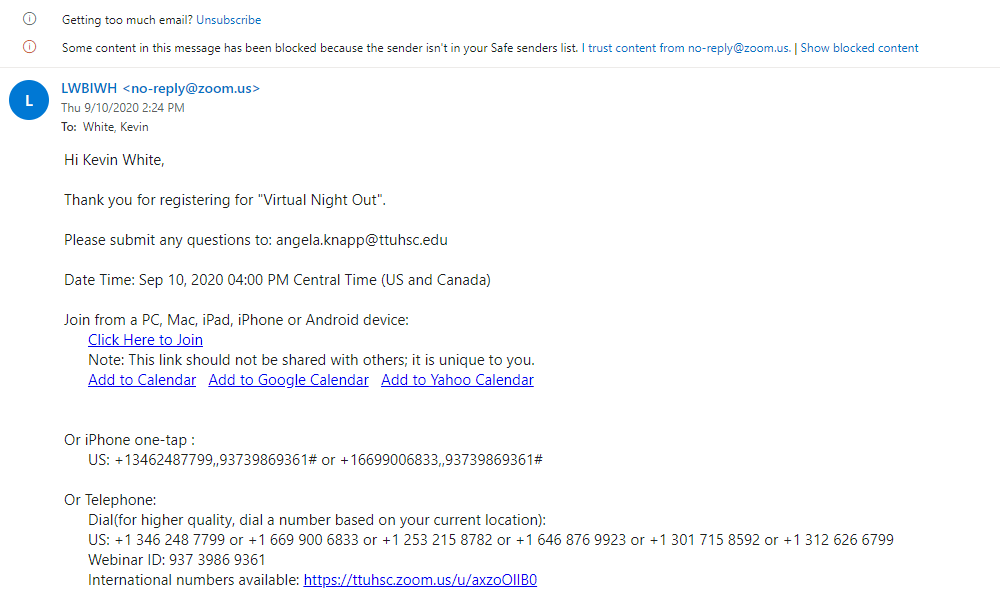 Getting too much email? Unsubscribe
Some content in this message has been blocked because the sender isn't in your Safe senders list. I trust content from no-reply@zoom.us. | Show blocked content
L
LWBIWH <no-reply@zoom.us>
Thu 9/10/2020 2:24 PM
To: White, Kevin
Hi Kevin White,
Thank you for registering for "Virtual Night Out".
Please submit any questions to: angela.knapp@ttuhsc.edu
Date Time: Sep 10, 2020 04:00 PM Central Time (US and Canada)
Join from a PC, Mac, iPad, iPhone or Android device:
Click Here to Join
Note: This link should not be shared with others; it is unique to you.
Add to Calendar Add to Google Calendar Add to Yahoo Calendar
Or iPhone one-tap :
US: +13462487799,,93739869361# or +16699006833,,93739869361#
Or Telephone:
Dial(for higher quality, dial a number based on your current location):
US: +1 346 248 7799 or +1 669 900 6833 or +1 253 215 8782 or +1 646 876 9923 or +1 301 715 8592 or +1 312 626 6799
Webinar ID: 937 3986 9361
International numbers available: https://ttuhsc.zoom.us/u/axzoOIlB0